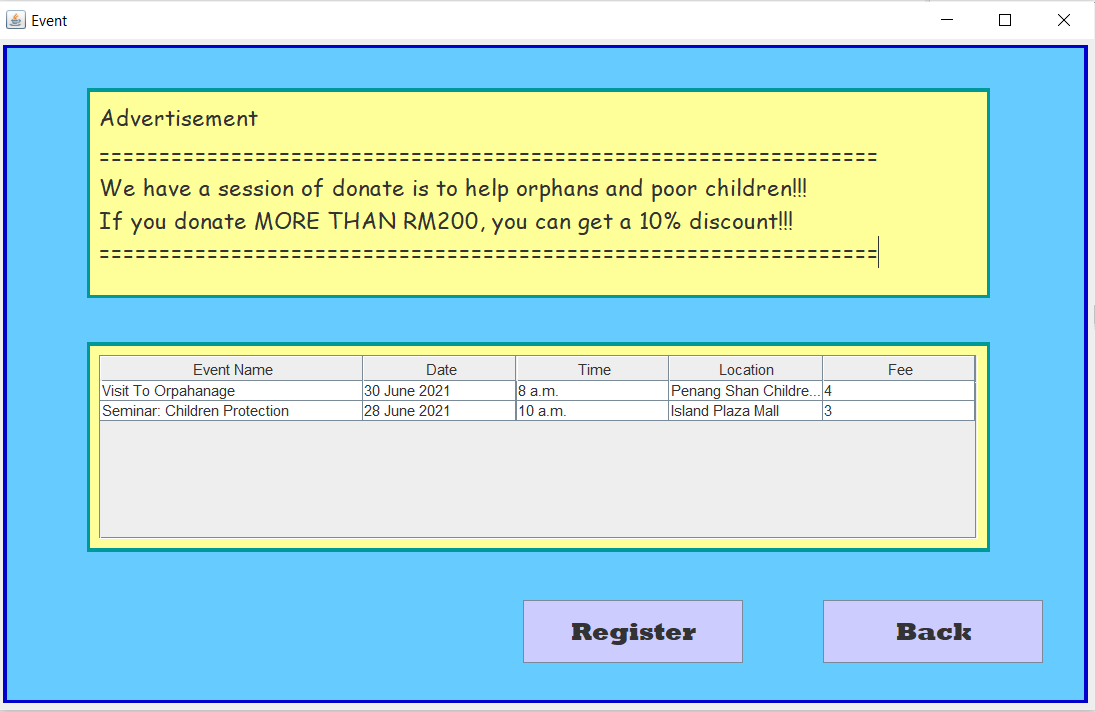 Event
Advertisement
=================================================================
We have a session of donate is to help orphans and poor children!!!
If you donate MORE THAN RM200, you can get a 10% discount!!!
=================================================================
Event Name Date Time Location Fee
Visit To Orpahanage 30 June 2021 8 a.m. Penang Shan Childre... 4
Seminar: Children Protection 28 June 2021 10 a.m. Island Plaza Mall 3
Register Back